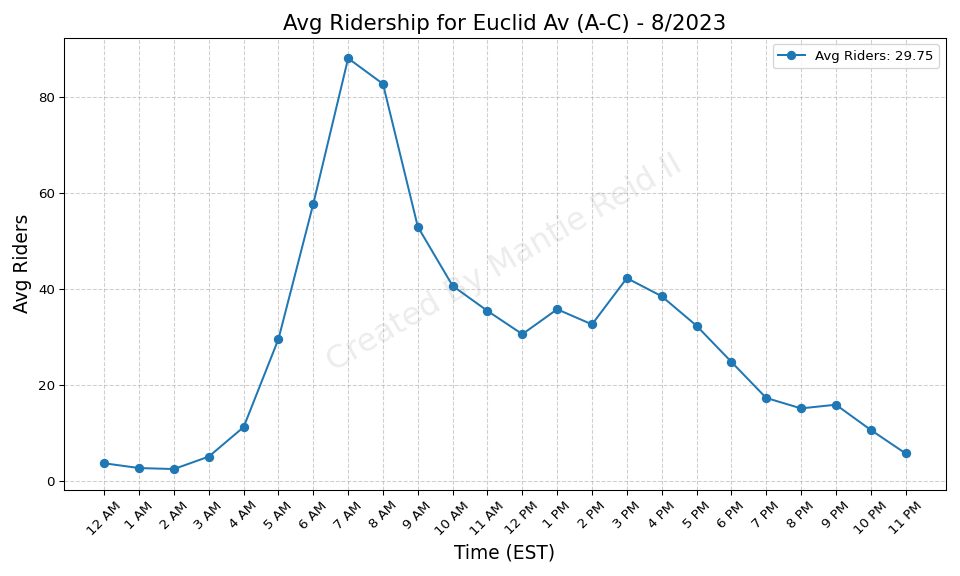 Avg Ridership for Euclid Av (A-C) - 8/2023
Avg Riders: 29.75
Avg Riders
80
60
40
20
0
Created By Mantie Reid II
12 AM
1 AM
2 AM
3 AM
4 AM
5 AM
6 AM
7 AM
8 AM
9 AM
10 AM
11 AM
12 PM
1 PM
2 PM
3 PM
4 PM
5 PM
6 PM
7 PM
8 PM
9 PM
10 PM
11 PM
Time (EST)